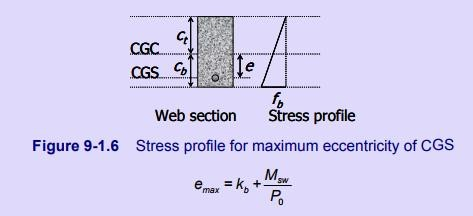 cₜ
CGC
CGS c_b e
f_b
Web section Stress profile
Figure 9-1.6 Stress profile for maximum eccentricity of CGS
e_max = k_b + M_sw / P_0